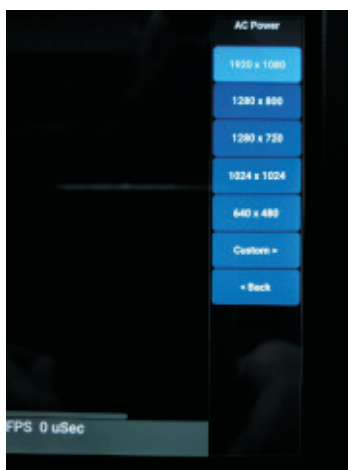 AC Power
1920 x 1080
1280 x 800
1280 x 720
1024 x 1024
640 x 480
Custom >
< Back
FPS 0 uSec